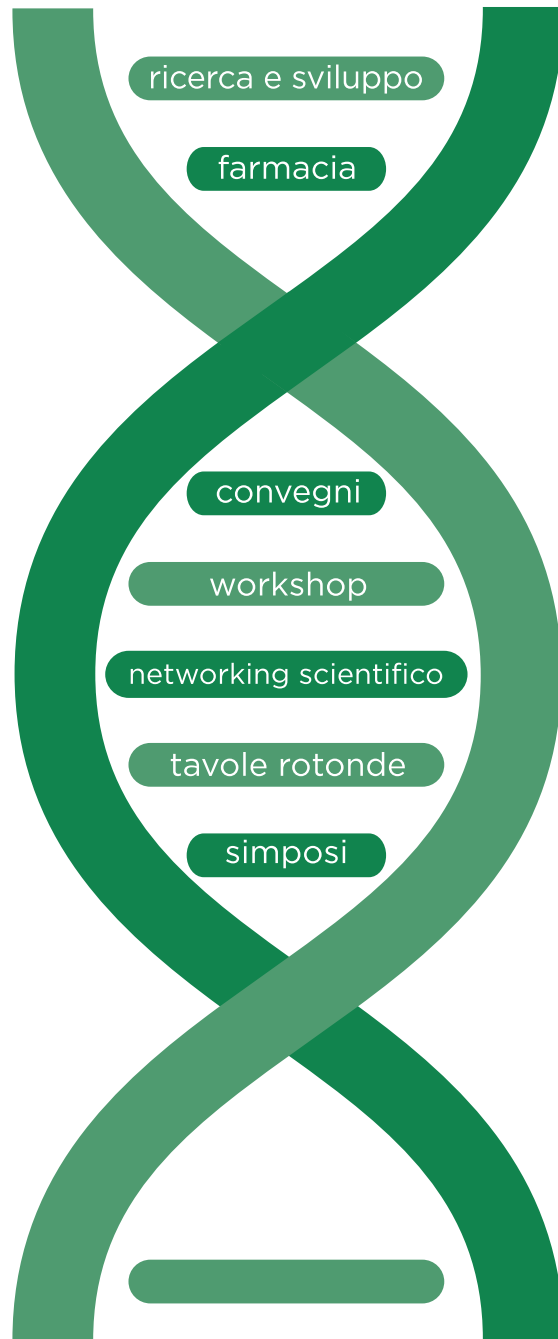 ricerca e sviluppo
farmacia
convegni
workshop
networking scientifico
tavole rotonde
simposi